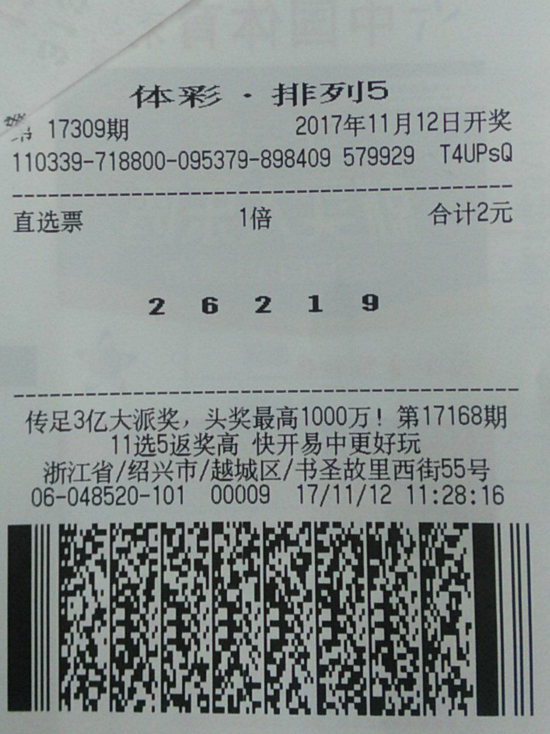 体彩·排列5
第 17309期 2017年11月12日开奖
110339-718800-095379-898409 579929 T4UPsQ
直选票 1倍 合计2元
2 6 2 1 9
传足3亿大派奖，头奖最高1000万！第17168期
11选5返奖高 快开易中更好玩
浙江省/绍兴市/越城区/书圣故里西街55号
06-048520-101 00009 17/11/12 11:28:16